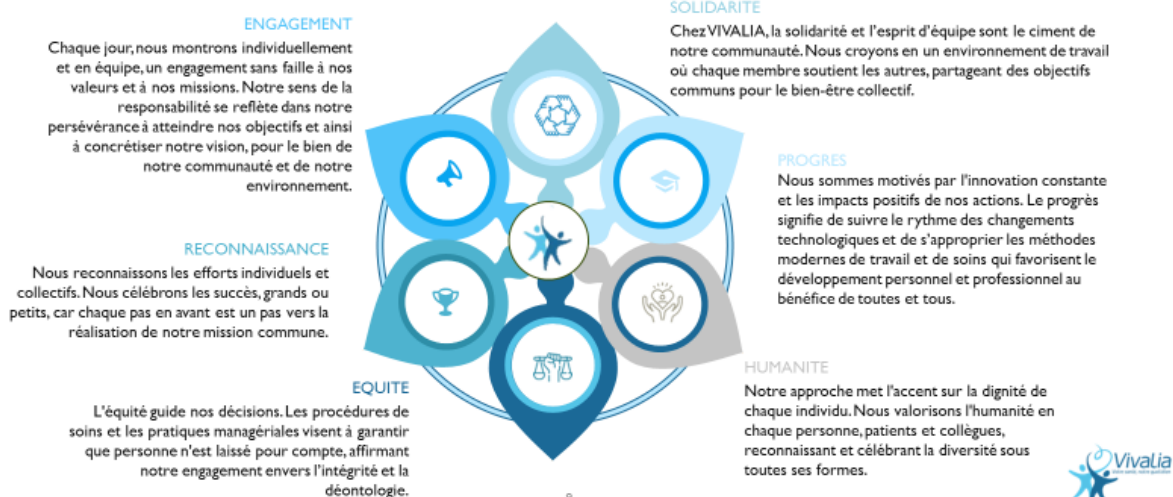 ENGAGEMENT
Chaque jour, nous montrons individuellement
et en équipe, un engagement sans faille à nos
valeurs et à nos missions. Notre sens de la
responsabilité se reflète dans notre
persévérance à atteindre nos objectifs et ainsi
à concrétiser notre vision, pour le bien de
notre communauté et de notre
environnement.
SOLIDARITE
Chez VIVALIA, la solidarité et l'esprit d'équipe sont le ciment de
notre communauté. Nous croyons en un environnement de travail
où chaque membre soutient les autres, partageant des objectifs
communs pour le bien-être collectif.
PROGRES
Nous sommes motivés par l'innovation constante
et les impacts positifs de nos actions. Le progrès
signifie de suivre le rythme des changements
technologiques et de s'approprier les méthodes
modernes de travail et de soins qui favorisent le
développement personnel et professionnel au
bénéfice de toutes et tous.
RECONNAISSANCE
Nous reconnaissons les efforts individuels et
collectifs. Nous célébrons les succès, grands ou
petits, car chaque pas en avant est un pas vers la
réalisation de notre mission commune.
HUMANITE
Notre approche met l'accent sur la dignité de
chaque individu. Nous valorisons l'humanité en
chaque personne, patients et collègues,
reconnaissant et célébrant la diversité sous
toutes ses formes.
EQUITE
L'équité guide nos décisions. Les procédures de
soins et les pratiques managériales visent à garantir
que personne n'est laissé pour compte, affirmant
notre engagement envers l'intégrité et la
déontologie.
Vivalia